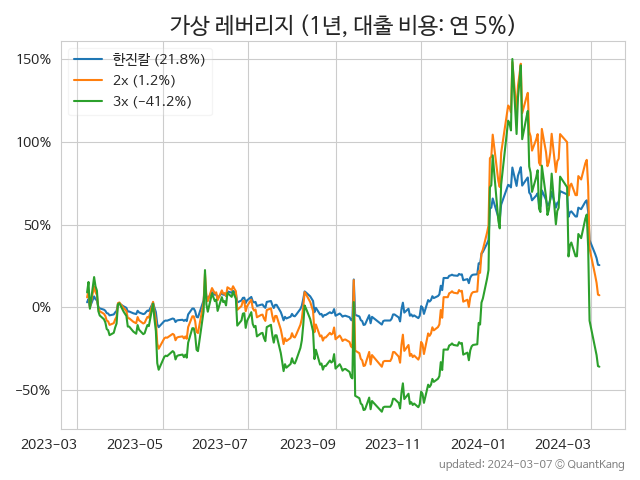 가상 레버리지 (1년, 대출 비용: 연 5%)
한진칼 (21.8%)
2x (1.2%)
3x (−41.2%)
150%
100%
50%
0%
−50%
2023−03 2023−05 2023−07 2023−09 2023−11 2024−01 2024−03
updated: 2024-03-07 © QuantKang